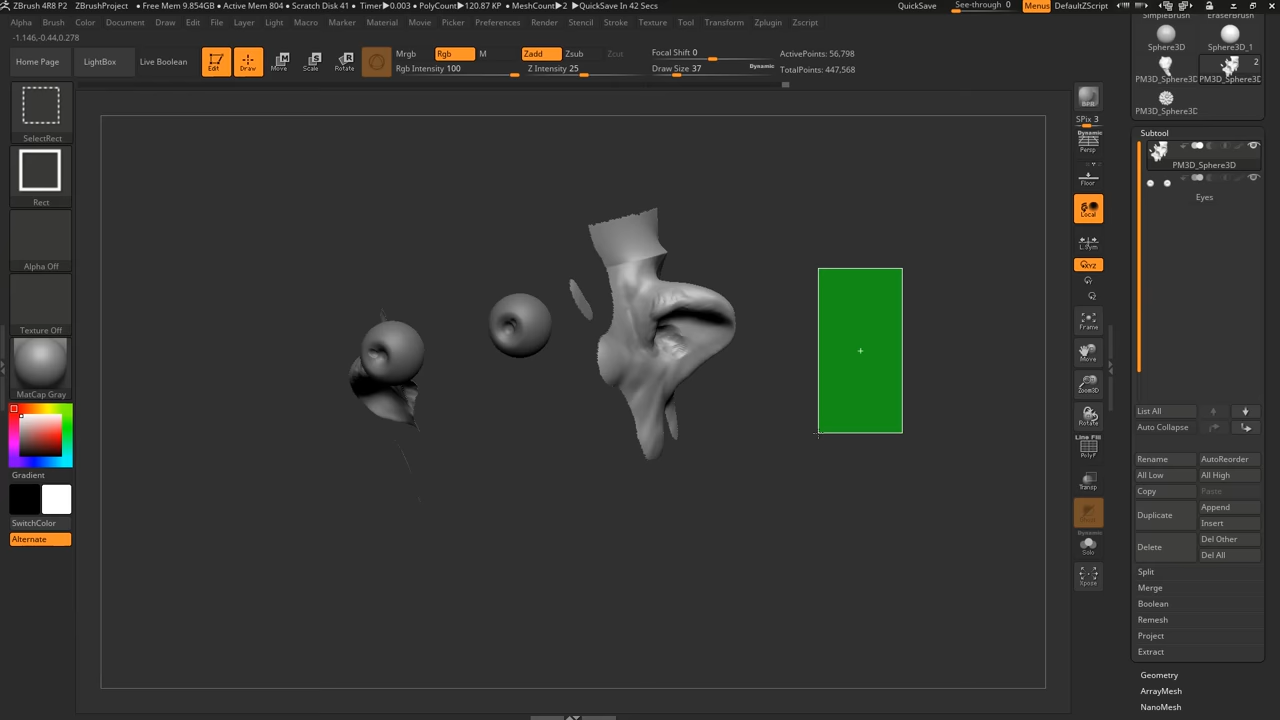 ZBrush 4R8 P2 ZBrushProject • Free Mem 9.854GB • Active Mem 804 • Scratch Disk 41 • Timer▶0.003 • PolyCount▶120.87 KP • MeshCount▶2 ▶QuickSave In 42 Secs QuickSave See-through 0 Menus DefaultZScript
Alpha Brush Color Document Draw Edit File Layer Light Macro Marker Material Movie Picker Preferences Render Stencil Stroke Texture Tool Transform Zplugin Zscript
-1.146,-0.44,0.278
Home Page LightBox Live Boolean Edit Draw Move Scale Rotate
Mrgb Rgb M Zadd Zsub Zcut Focal Shift 0 ActivePoints: 56,798
Rgb Intensity 100 Z Intensity 25 Draw Size 37 Dynamic TotalPoints: 447,568
SelectRect
Rect
Alpha Off
Texture Off
MatCap Gray
Gradient
SwitchColor
Alternate
BPR
SPix 3
Dynamic
Persp
Floor
Local
L.Sym
XYZ
Frame
Move
Zoom3D
Rotate
Line Fill
PolyF
Transp
Dynamic
Solo
Xpose
SimpleBrush EraserBrush
Sphere3D Sphere3D_1
2
PM3D_Sphere3D PM3D_Sphere3D
PM3D_Sphere3D
Subtool
PM3D_Sphere3D
Eyes
List All
Auto Collapse
Rename AutoReorder
All Low All High
Copy Paste
Duplicate Append
Insert
Delete Del Other
Del All
Split
Merge
Boolean
Remesh
Project
Extract
Geometry
ArrayMesh
NanoMesh